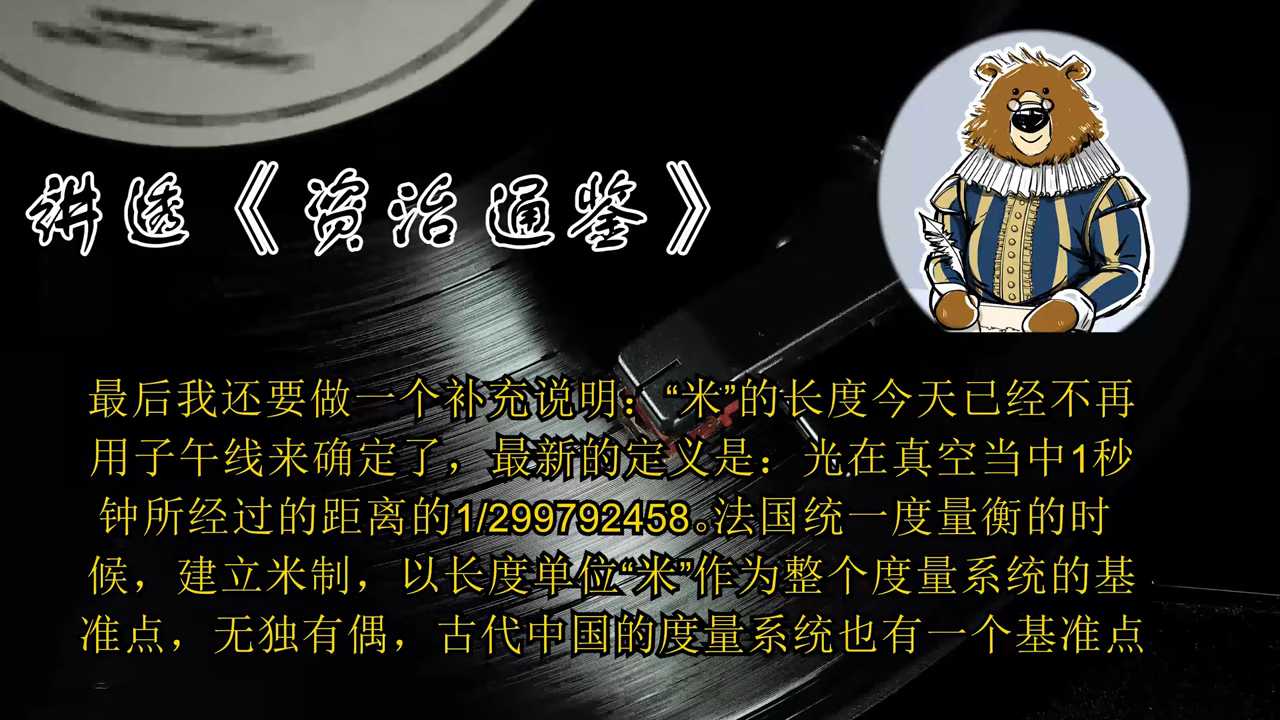 讲透《资治通鉴》
最后我还要做一个补充说明：“米”的长度今天已经不再
用子午线来确定了，最新的定义是：光在真空当中1秒
钟所经过的距离的1/299792458。法国统一度量衡的时
候，建立米制，以长度单位“米”作为整个度量系统的基
准点，无独有偶，古代中国的度量系统也有一个基准点